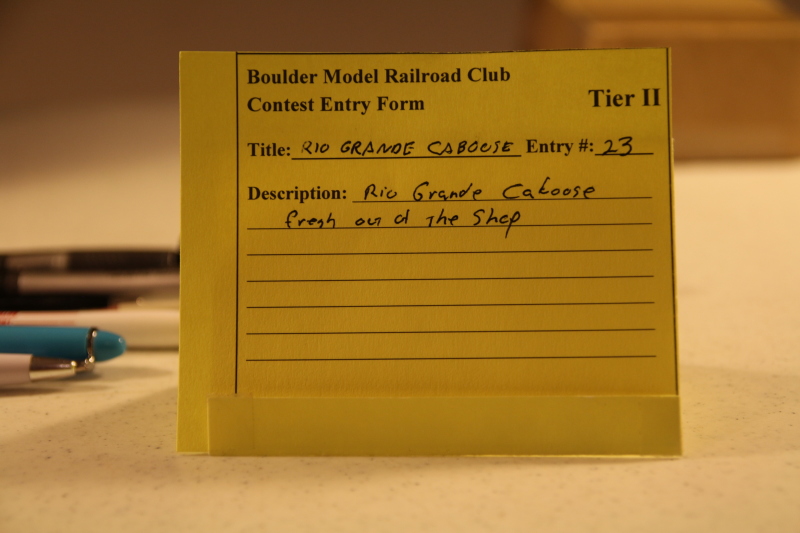 Boulder Model Railroad Club
Contest Entry Form Tier II
Title: RIO GRANDE CABOOSE Entry #: 23
Description: Rio Grande Caboose
fresh out of The Shop